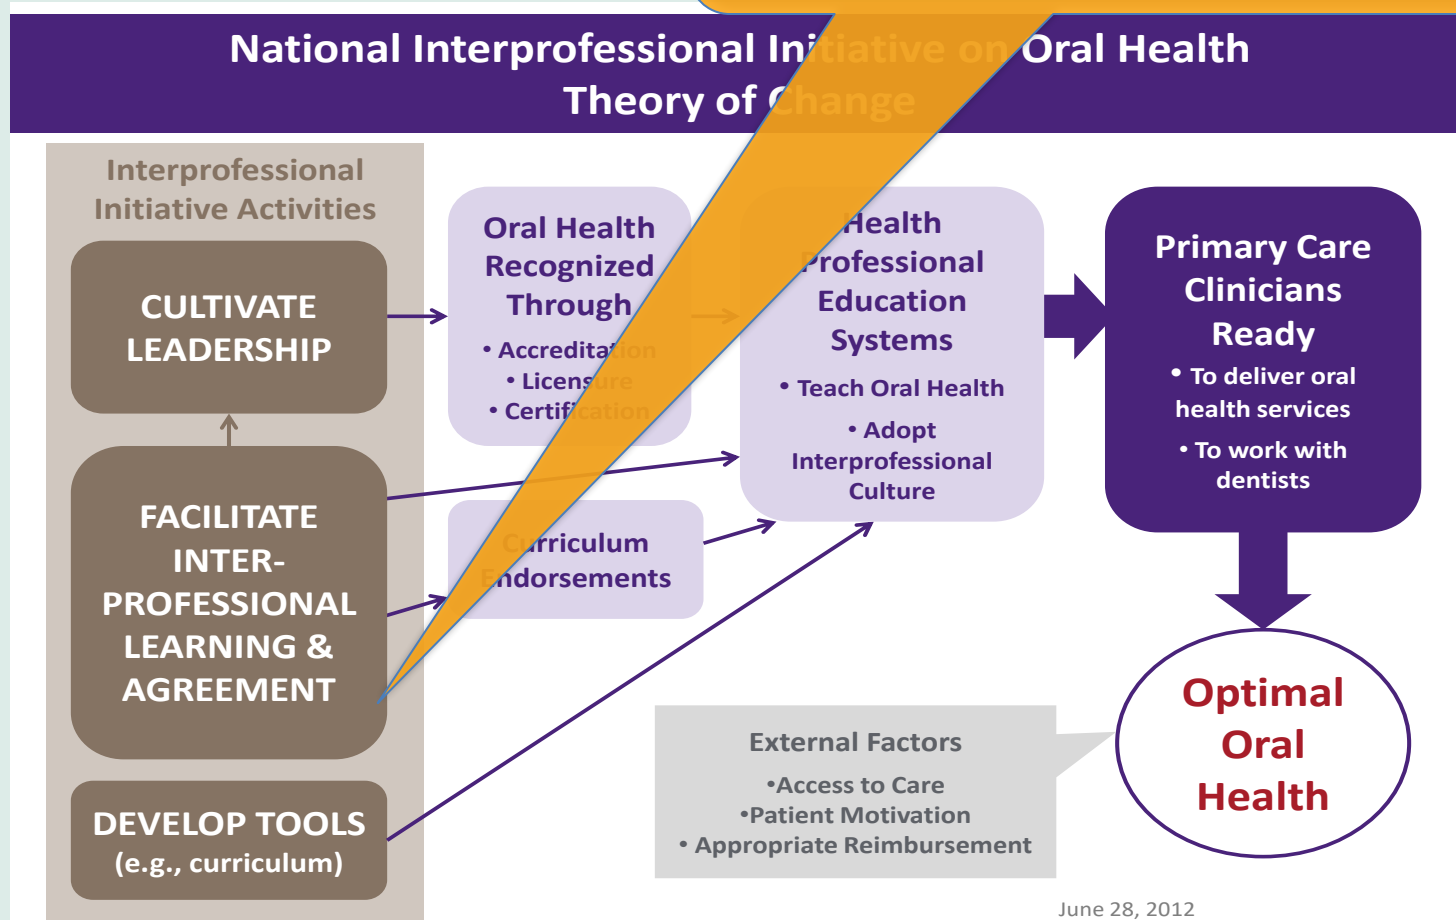 National Interprofessional Initiative on Oral Health
Theory of Change
Interprofessional
Initiative Activities
CULTIVATE
LEADERSHIP
FACILITATE
INTER-
PROFESSIONAL
LEARNING &
AGREEMENT
DEVELOP TOOLS
(e.g., curriculum)
Oral Health
Recognized
Through
• Accreditation
• Licensure
• Certification
Curriculum
Endorsements
Health
Professional
Education
Systems
• Teach Oral Health
• Adopt
Interprofessional
Culture
Primary Care
Clinicians
Ready
• To deliver oral
health services
• To work with
dentists
Optimal
Oral
Health
External Factors
•Access to Care
•Patient Motivation
• Appropriate Reimbursement
June 28, 2012